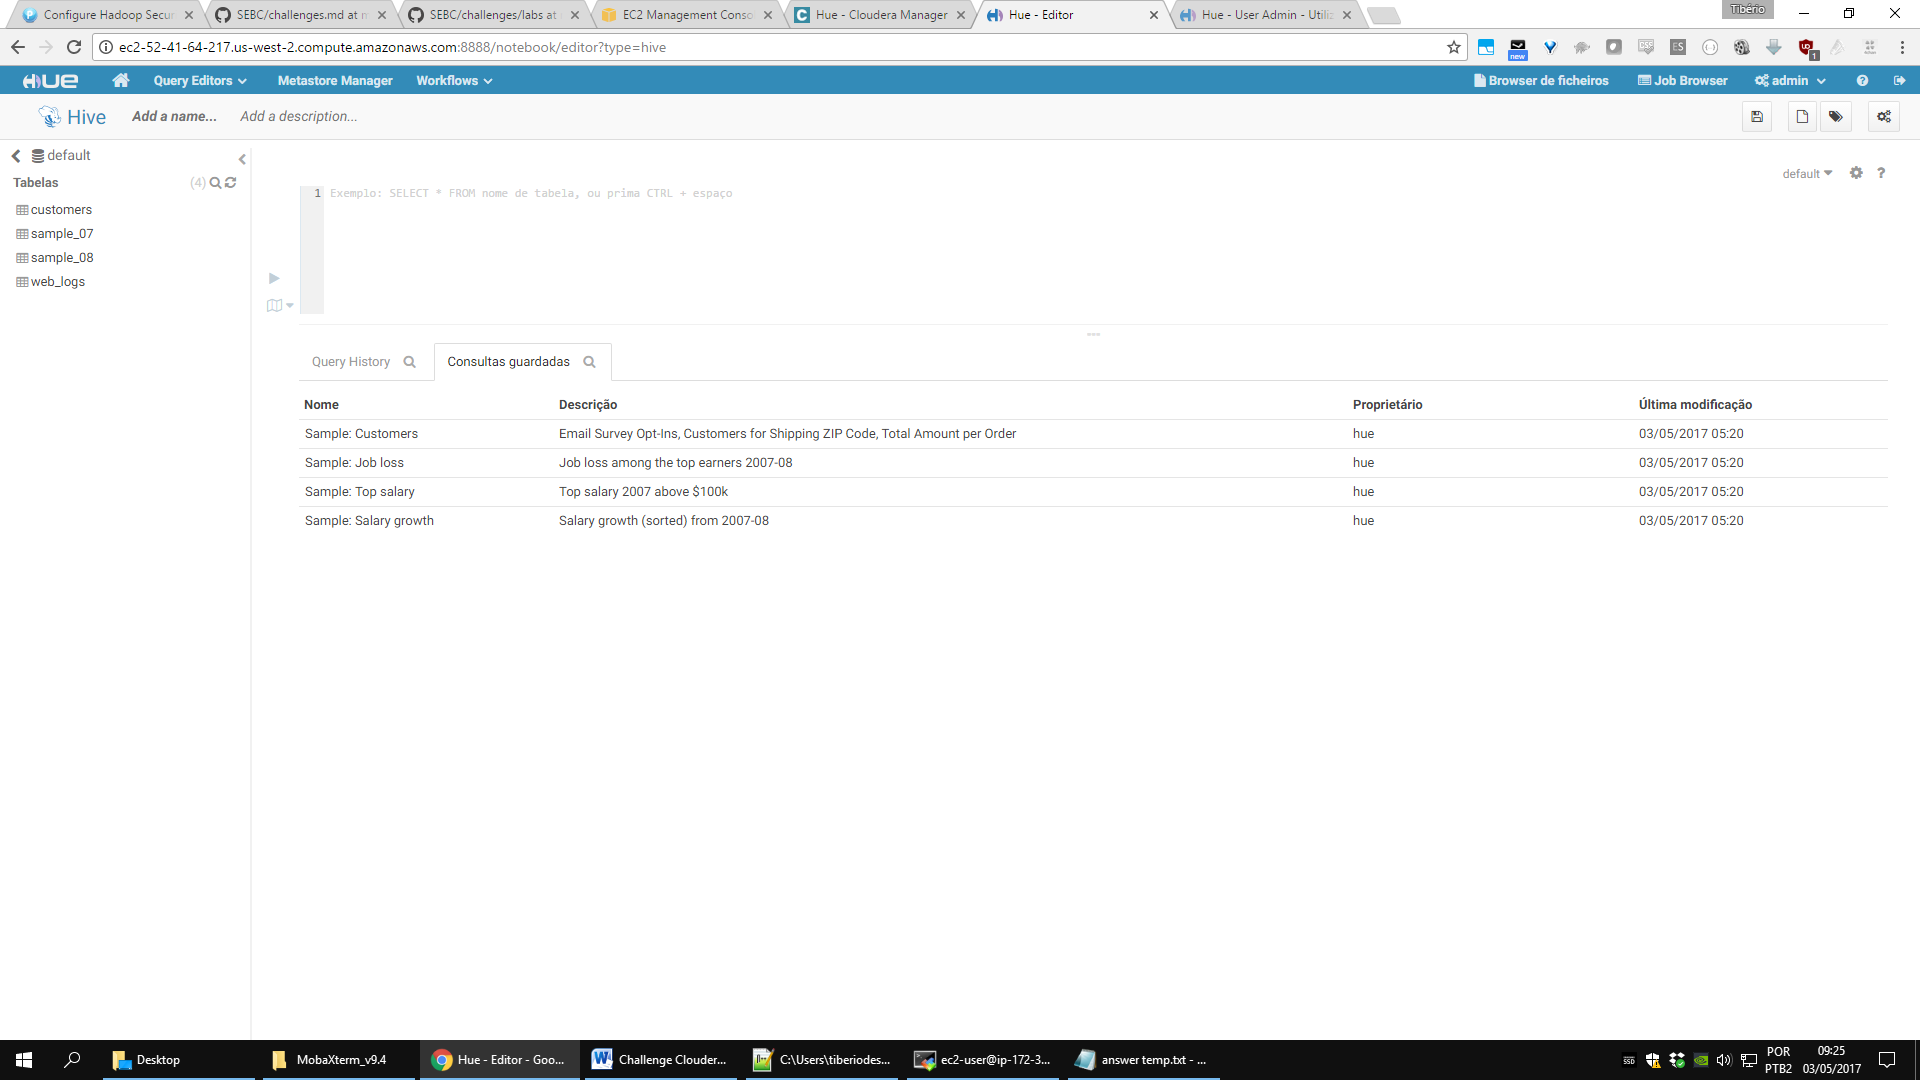 Configure Hadoop Secur
SEBC/challenges.md at m
SEBC/challenges/labs at
EC2 Management Conso
Hue - Cloudera Manager
Hue - Editor
Hue - User Admin - Utiliz
Tibério
ec2-52-41-64-217.us-west-2.compute.amazonaws.com:8888/notebook/editor?type=hive
new
CSS
ES
1
HUE
Query Editors
Metastore Manager
Workflows
Browser de ficheiros
Job Browser
admin
Hive
Add a name...
Add a description...
default
Tabelas
(4)
customers
sample_07
sample_08
web_logs
default
?
1 Exemplo: SELECT * FROM nome de tabela, ou prima CTRL + espaço
Query History
Consultas guardadas
Nome Descrição Proprietário Última modificação
Sample: Customers Email Survey Opt-Ins, Customers for Shipping ZIP Code, Total Amount per Order hue 03/05/2017 05:20
Sample: Job loss Job loss among the top earners 2007-08 hue 03/05/2017 05:20
Sample: Top salary Top salary 2007 above $100k hue 03/05/2017 05:20
Sample: Salary growth Salary growth (sorted) from 2007-08 hue 03/05/2017 05:20
Desktop
MobaXterm_v9.4
Hue - Editor - Goo...
Challenge Clouder...
C:\Users\tiberiodes...
ec2-user@ip-172-3...
answer temp.txt - ...
SSD
POR
PTB2
09:25
03/05/2017